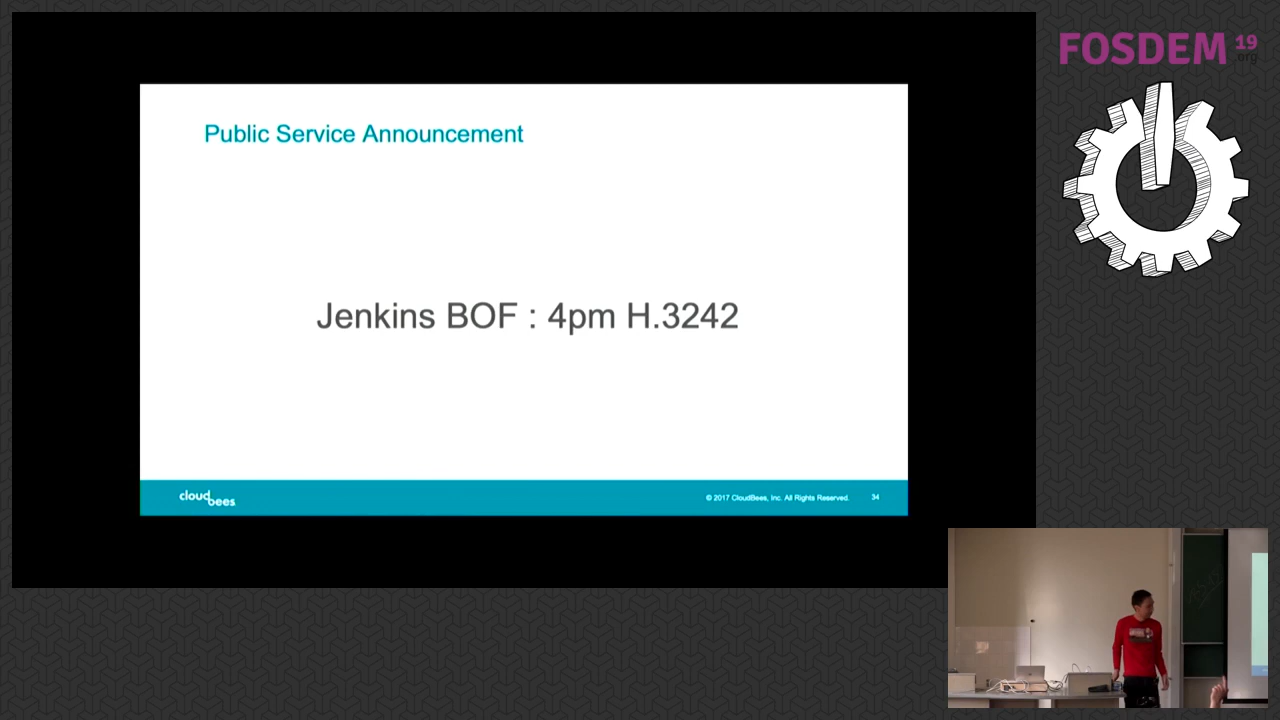 FOSDEM 19
.org
Public Service Announcement
Jenkins BOF : 4pm H.3242
cloudbees
© 2017 CloudBees, Inc. All Rights Reserved.
34